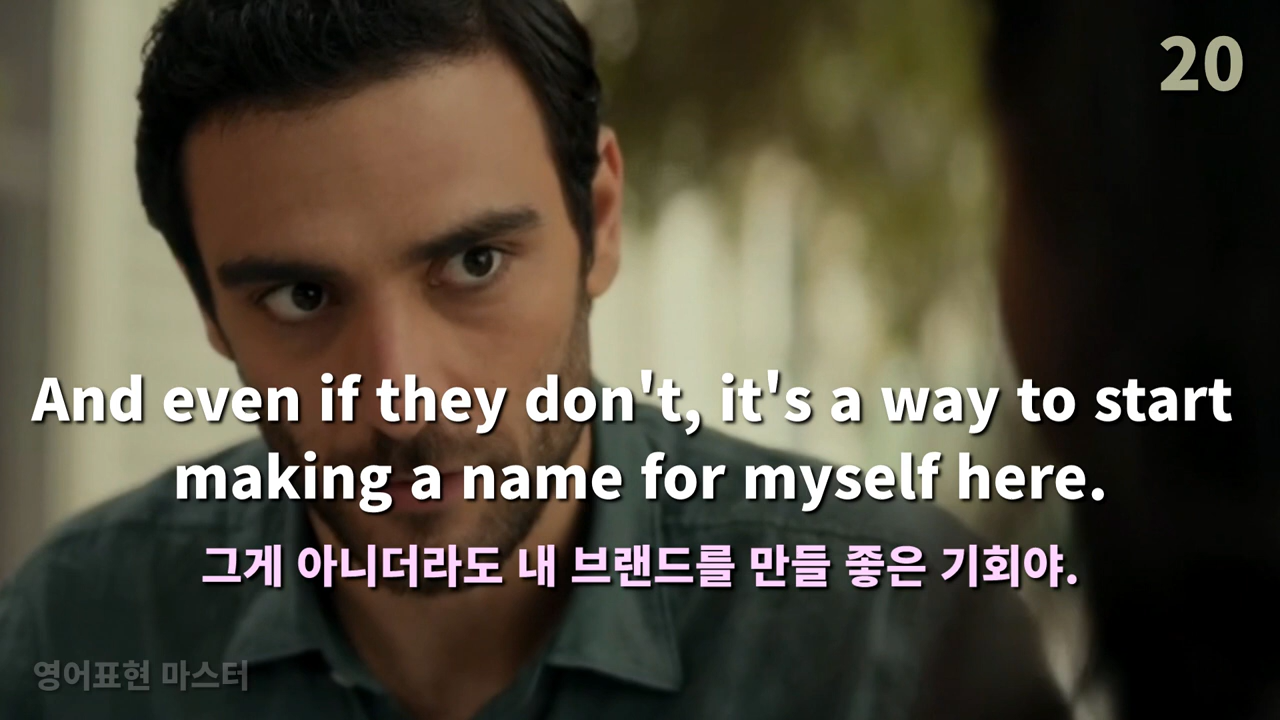 20
And even if they don't, it's a way to start
making a name for myself here.
그게 아니더라도 내 브랜드를 만들 좋은 기회야.
영어표현 마스터